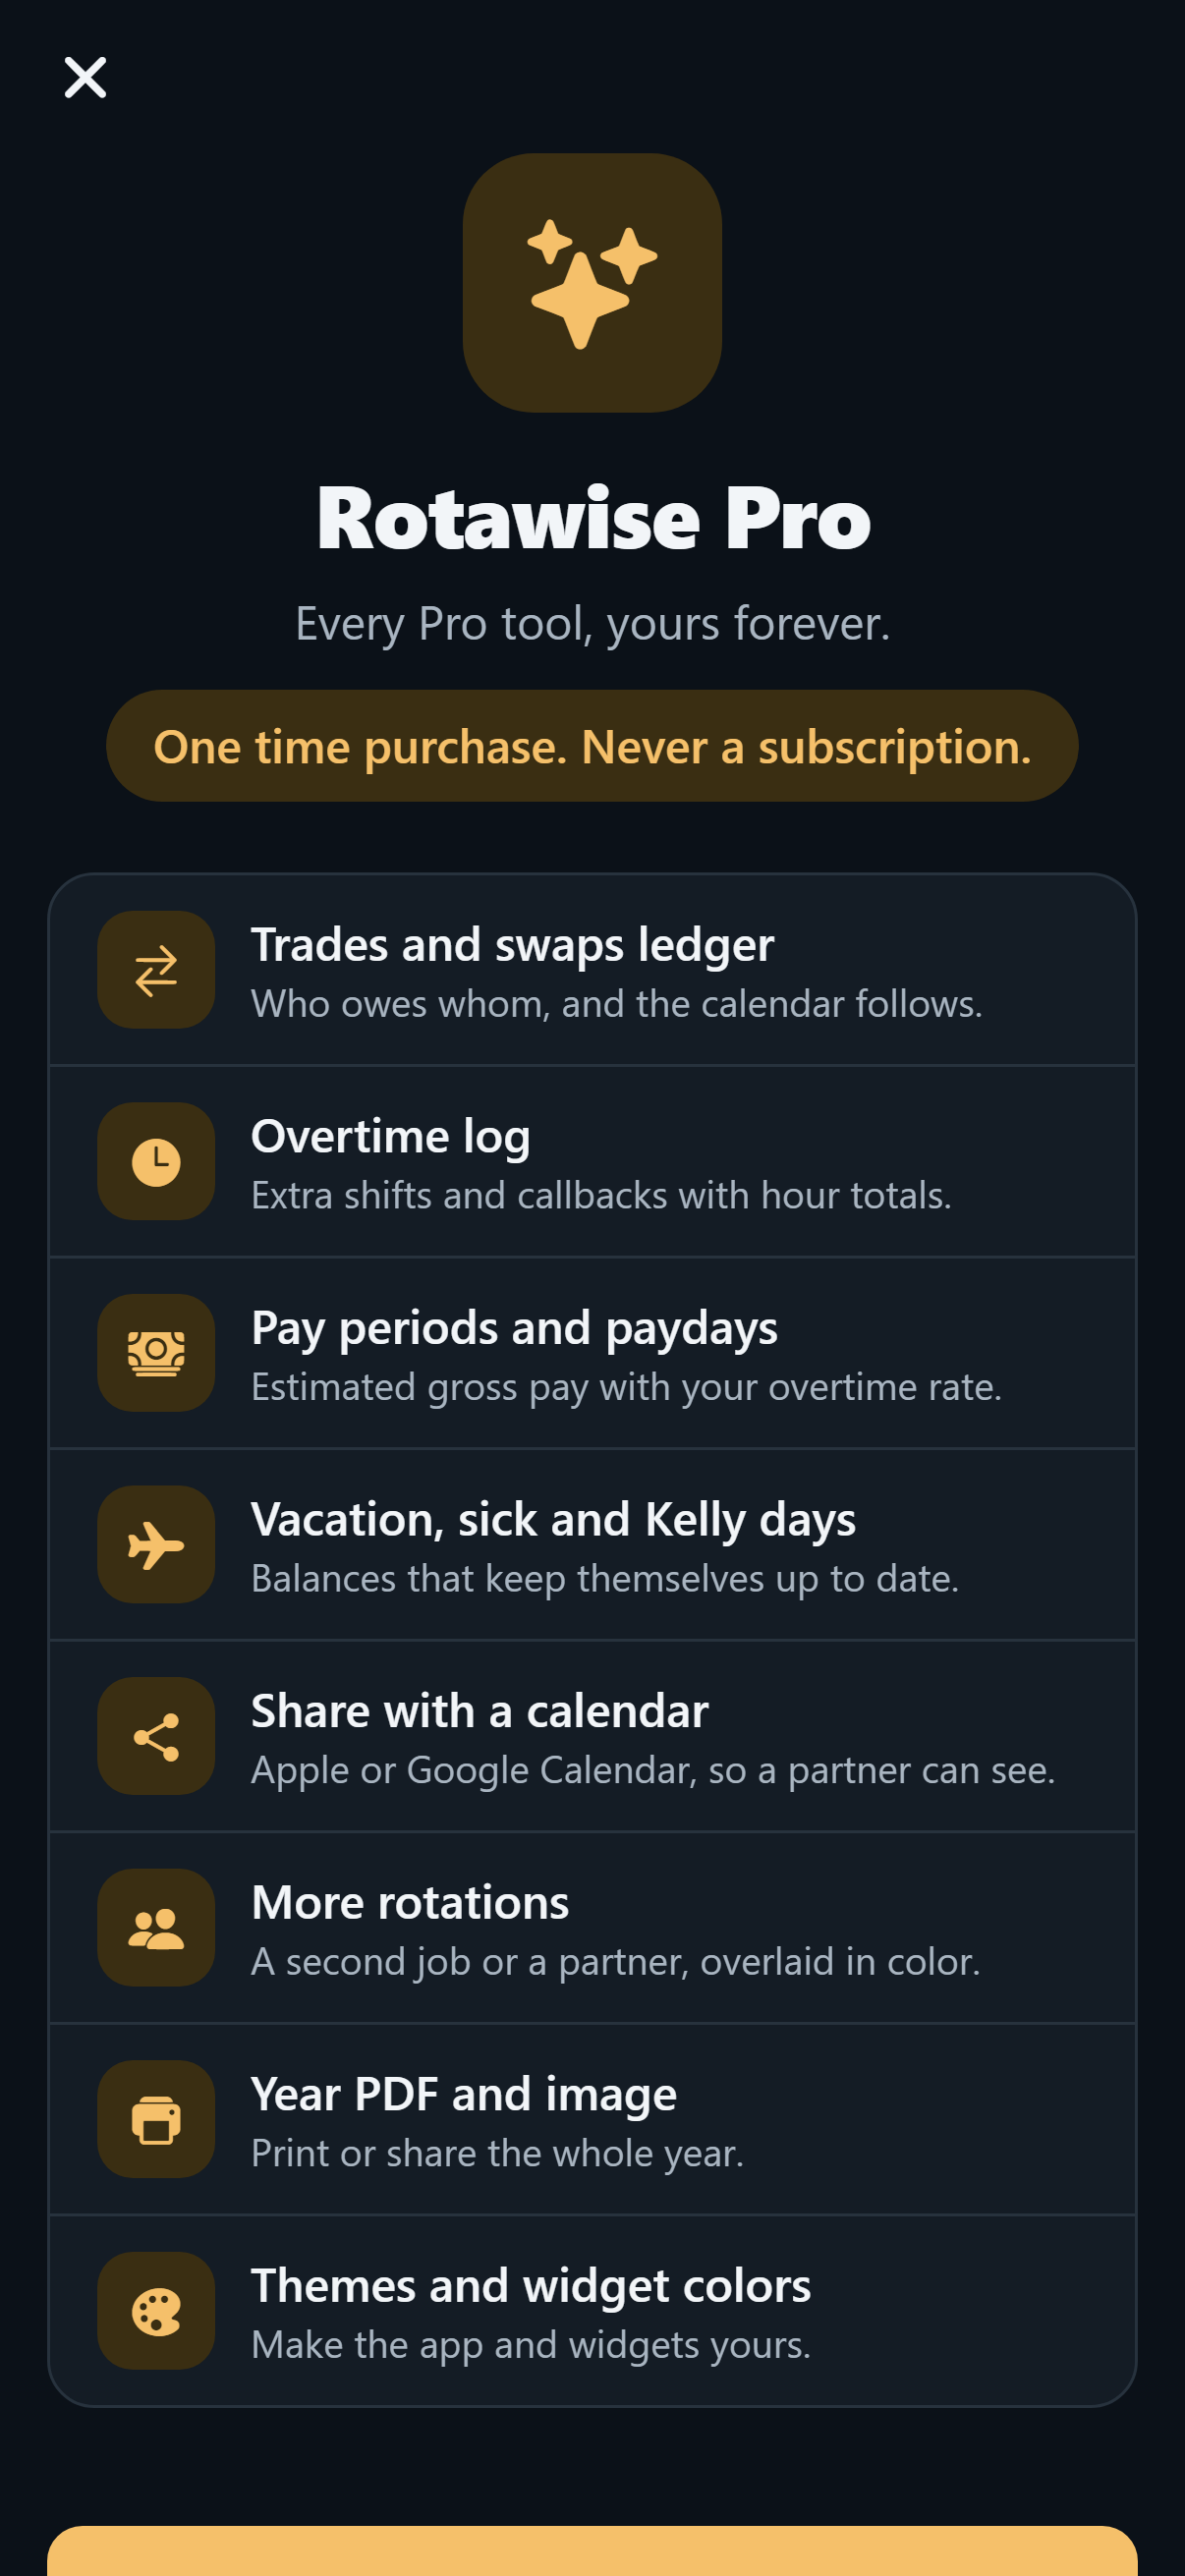 Rotawise Pro
Every Pro tool, yours forever.
One time purchase. Never a subscription.
Trades and swaps ledger
Who owes whom, and the calendar follows.
Overtime log
Extra shifts and callbacks with hour totals.
Pay periods and paydays
Estimated gross pay with your overtime rate.
Vacation, sick and Kelly days
Balances that keep themselves up to date.
Share with a calendar
Apple or Google Calendar, so a partner can see.
More rotations
A second job or a partner, overlaid in color.
Year PDF and image
Print or share the whole year.
Themes and widget colors
Make the app and widgets yours.